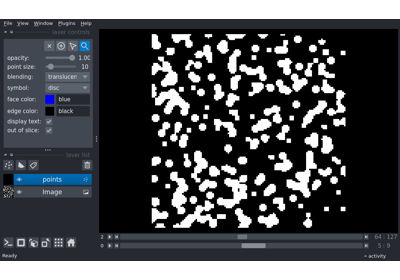 File View Window Plugins Help
layer controls
opacity: 1.00
point size: 10
blending: translucen
symbol: disc
face color: blue
edge color: black
display text:
out of slice:
layer list
points
Image
2 64 127
0 5 9
Ready activity